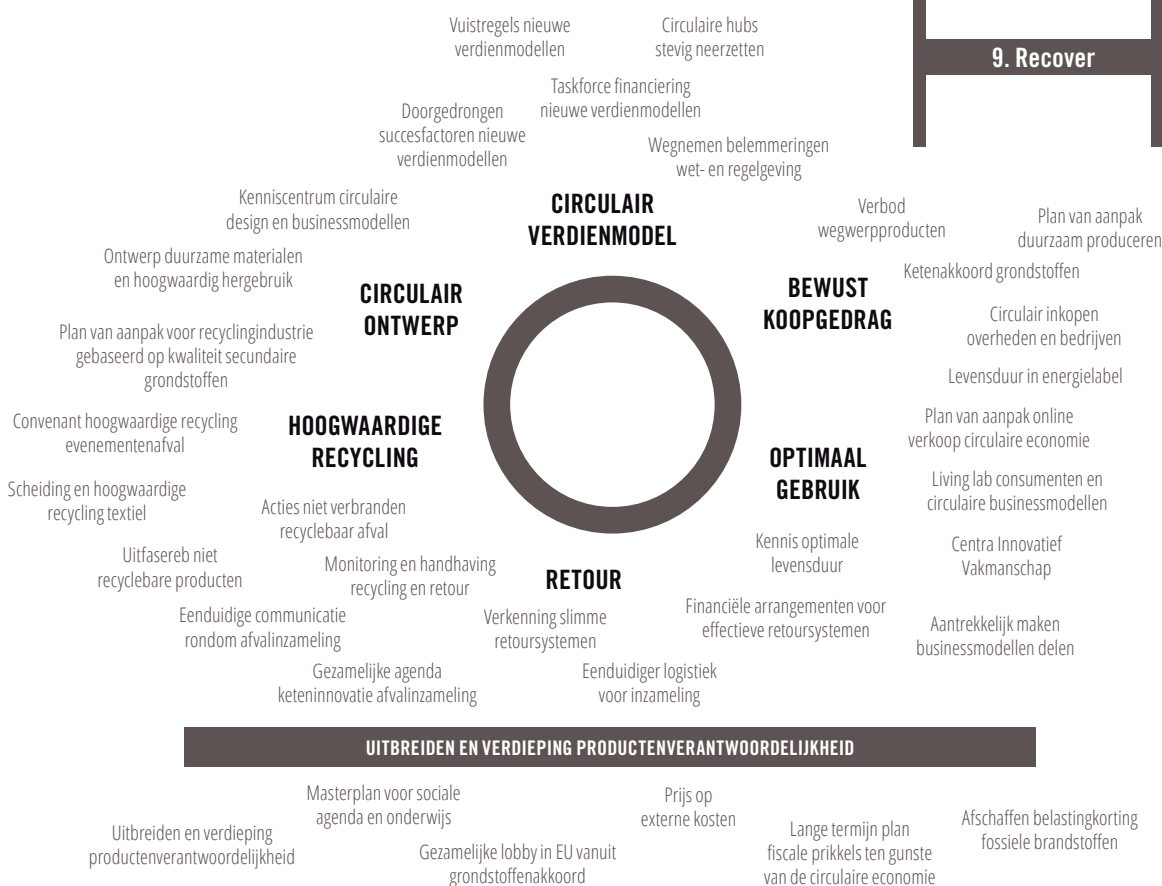 Vuistregels nieuwe
verdienmodellen
Circulaire hubs
stevig neerzetten
9. Recover
Taskforce financiering
nieuwe verdienmodellen
Doorgedrongen
succesfactoren nieuwe
verdienmodellen
Wegnemen belemmeringen
wet- en regelgeving
Kenniscentrum circulaire
design en businessmodellen
CIRCULAIR
VERDIENMODEL
Verbod
wegwerpproducten
Plan van aanpak
duurzaam produceren
Ontwerp duurzame materialen
en hoogwaardig hergebruik
CIRCULAIR
ONTWERP
BEWUST
KOOPGEDRAG
Ketenakkoord grondstoffen
Circulair inkopen
overheden en bedrijven
Plan van aanpak voor recyclingindustrie
gebaseerd op kwaliteit secundaire
grondstoffen
Levensduur in energielabel
Convenant hoogwaardige recycling
evenementenafval
HOOGWAARDIGE
RECYCLING
Plan van aanpak online
verkoop circulaire economie
OPTIMAAL
GEBRUIK
Living lab consumenten en
circulaire businessmodellen
Scheiding en hoogwaardige
recycling textiel
Acties niet verbranden
recyclebaar afval
Kennis optimale
levensduur
Centra Innovatief
Vakmanschap
Uitfasereb niet
recyclebare producten
Monitoring en handhaving
recycling en retour
RETOUR
Eenduidige communicatie
rondom afvalinzameling
Verkenning slimme
retoursystemen
Financiële arrangementen voor
effectieve retoursystemen
Aantrekkelijk maken
businessmodellen delen
Gezamelijke agenda
keteninnovatie afvalinzameling
Eenduidiger logistiek
voor inzameling
UITBREIDEN EN VERDIEPING PRODUCTENVERANTWOORDELIJKHEID
Uitbreiden en verdieping
productenverantwoordelijkheid
Masterplan voor sociale
agenda en onderwijs
Gezamelijke lobby in EU vanuit
grondstoffenakkoord
Prijs op
externe kosten
Lange termijn plan
fiscale prikkels ten gunste
van de circulaire economie
Afschaffen belastingkorting
fossiele brandstoffen